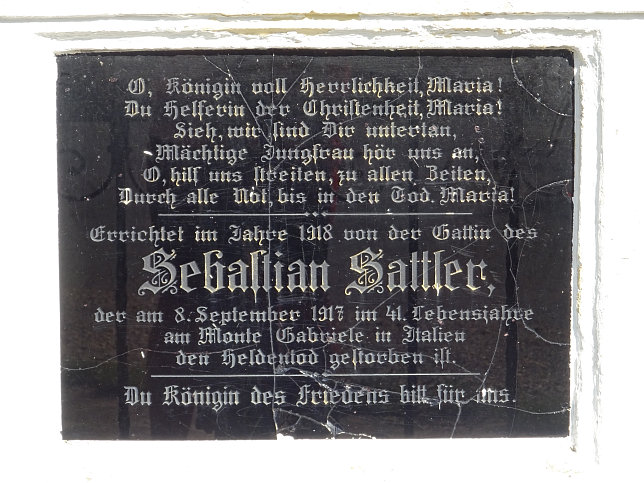 O, Königin voll Herrlichkeit, Maria!
Du Helferin der Christenheit, Maria!
Sieh, wir sind Dir untertan,
Mächtige Jungfrau hör uns an,
O, hilf uns streiten zu allen Zeiten,
Durch alle Not, bis in den Tod. Maria!
Errichtet im Jahre 1918 von der Gattin des
Sebastian Sattler,
der am 8. September 1917 im 41. Lebensjahre
am Monte Gabriele in Italien
den Heldentod gestorben ist.
Du Königin des Friedens bitt für uns.